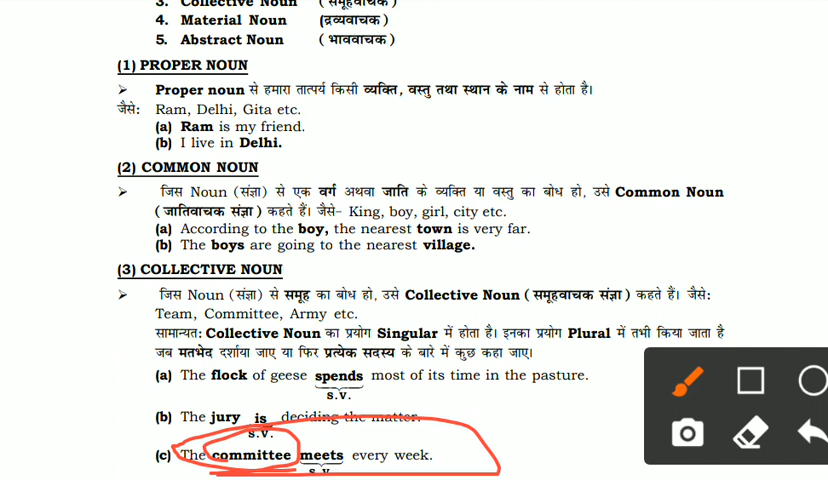 3. Collective Noun (समूहवाचक)
4. Material Noun (द्रव्यवाचक)
5. Abstract Noun (भाववाचक)
(1) PROPER NOUN
➢ Proper noun से हमारा तात्पर्य किसी व्यक्ति, वस्तु तथा स्थान के नाम से होता है।
जैसे: Ram, Delhi, Gita etc.
(a) Ram is my friend.
(b) I live in Delhi.
(2) COMMON NOUN
➢ जिस Noun (संज्ञा) से एक वर्ग अथवा जाति के व्यक्ति या वस्तु का बोध हो, उसे Common Noun
(जातिवाचक संज्ञा) कहते हैं। जैसे- King, boy, girl, city etc.
(a) According to the boy, the nearest town is very far.
(b) The boys are going to the nearest village.
(3) COLLECTIVE NOUN
➢ जिस Noun (संज्ञा) से समूह का बोध हो, उसे Collective Noun (समूहवाचक संज्ञा) कहते हैं। जैसे:
Team, Committee, Army etc.
सामान्यत: Collective Noun का प्रयोग Singular में होता है। इनका प्रयोग Plural में तभी किया जाता है
जब मतभेद दर्शाया जाए या फिर प्रत्येक सदस्य के बारे में कुछ कहा जाए।
(a) The flock of geese spends most of its time in the pasture.
s.v.
(b) The jury is deciding the matter.
s.v.
(c) The committee meets every week.
s.v.